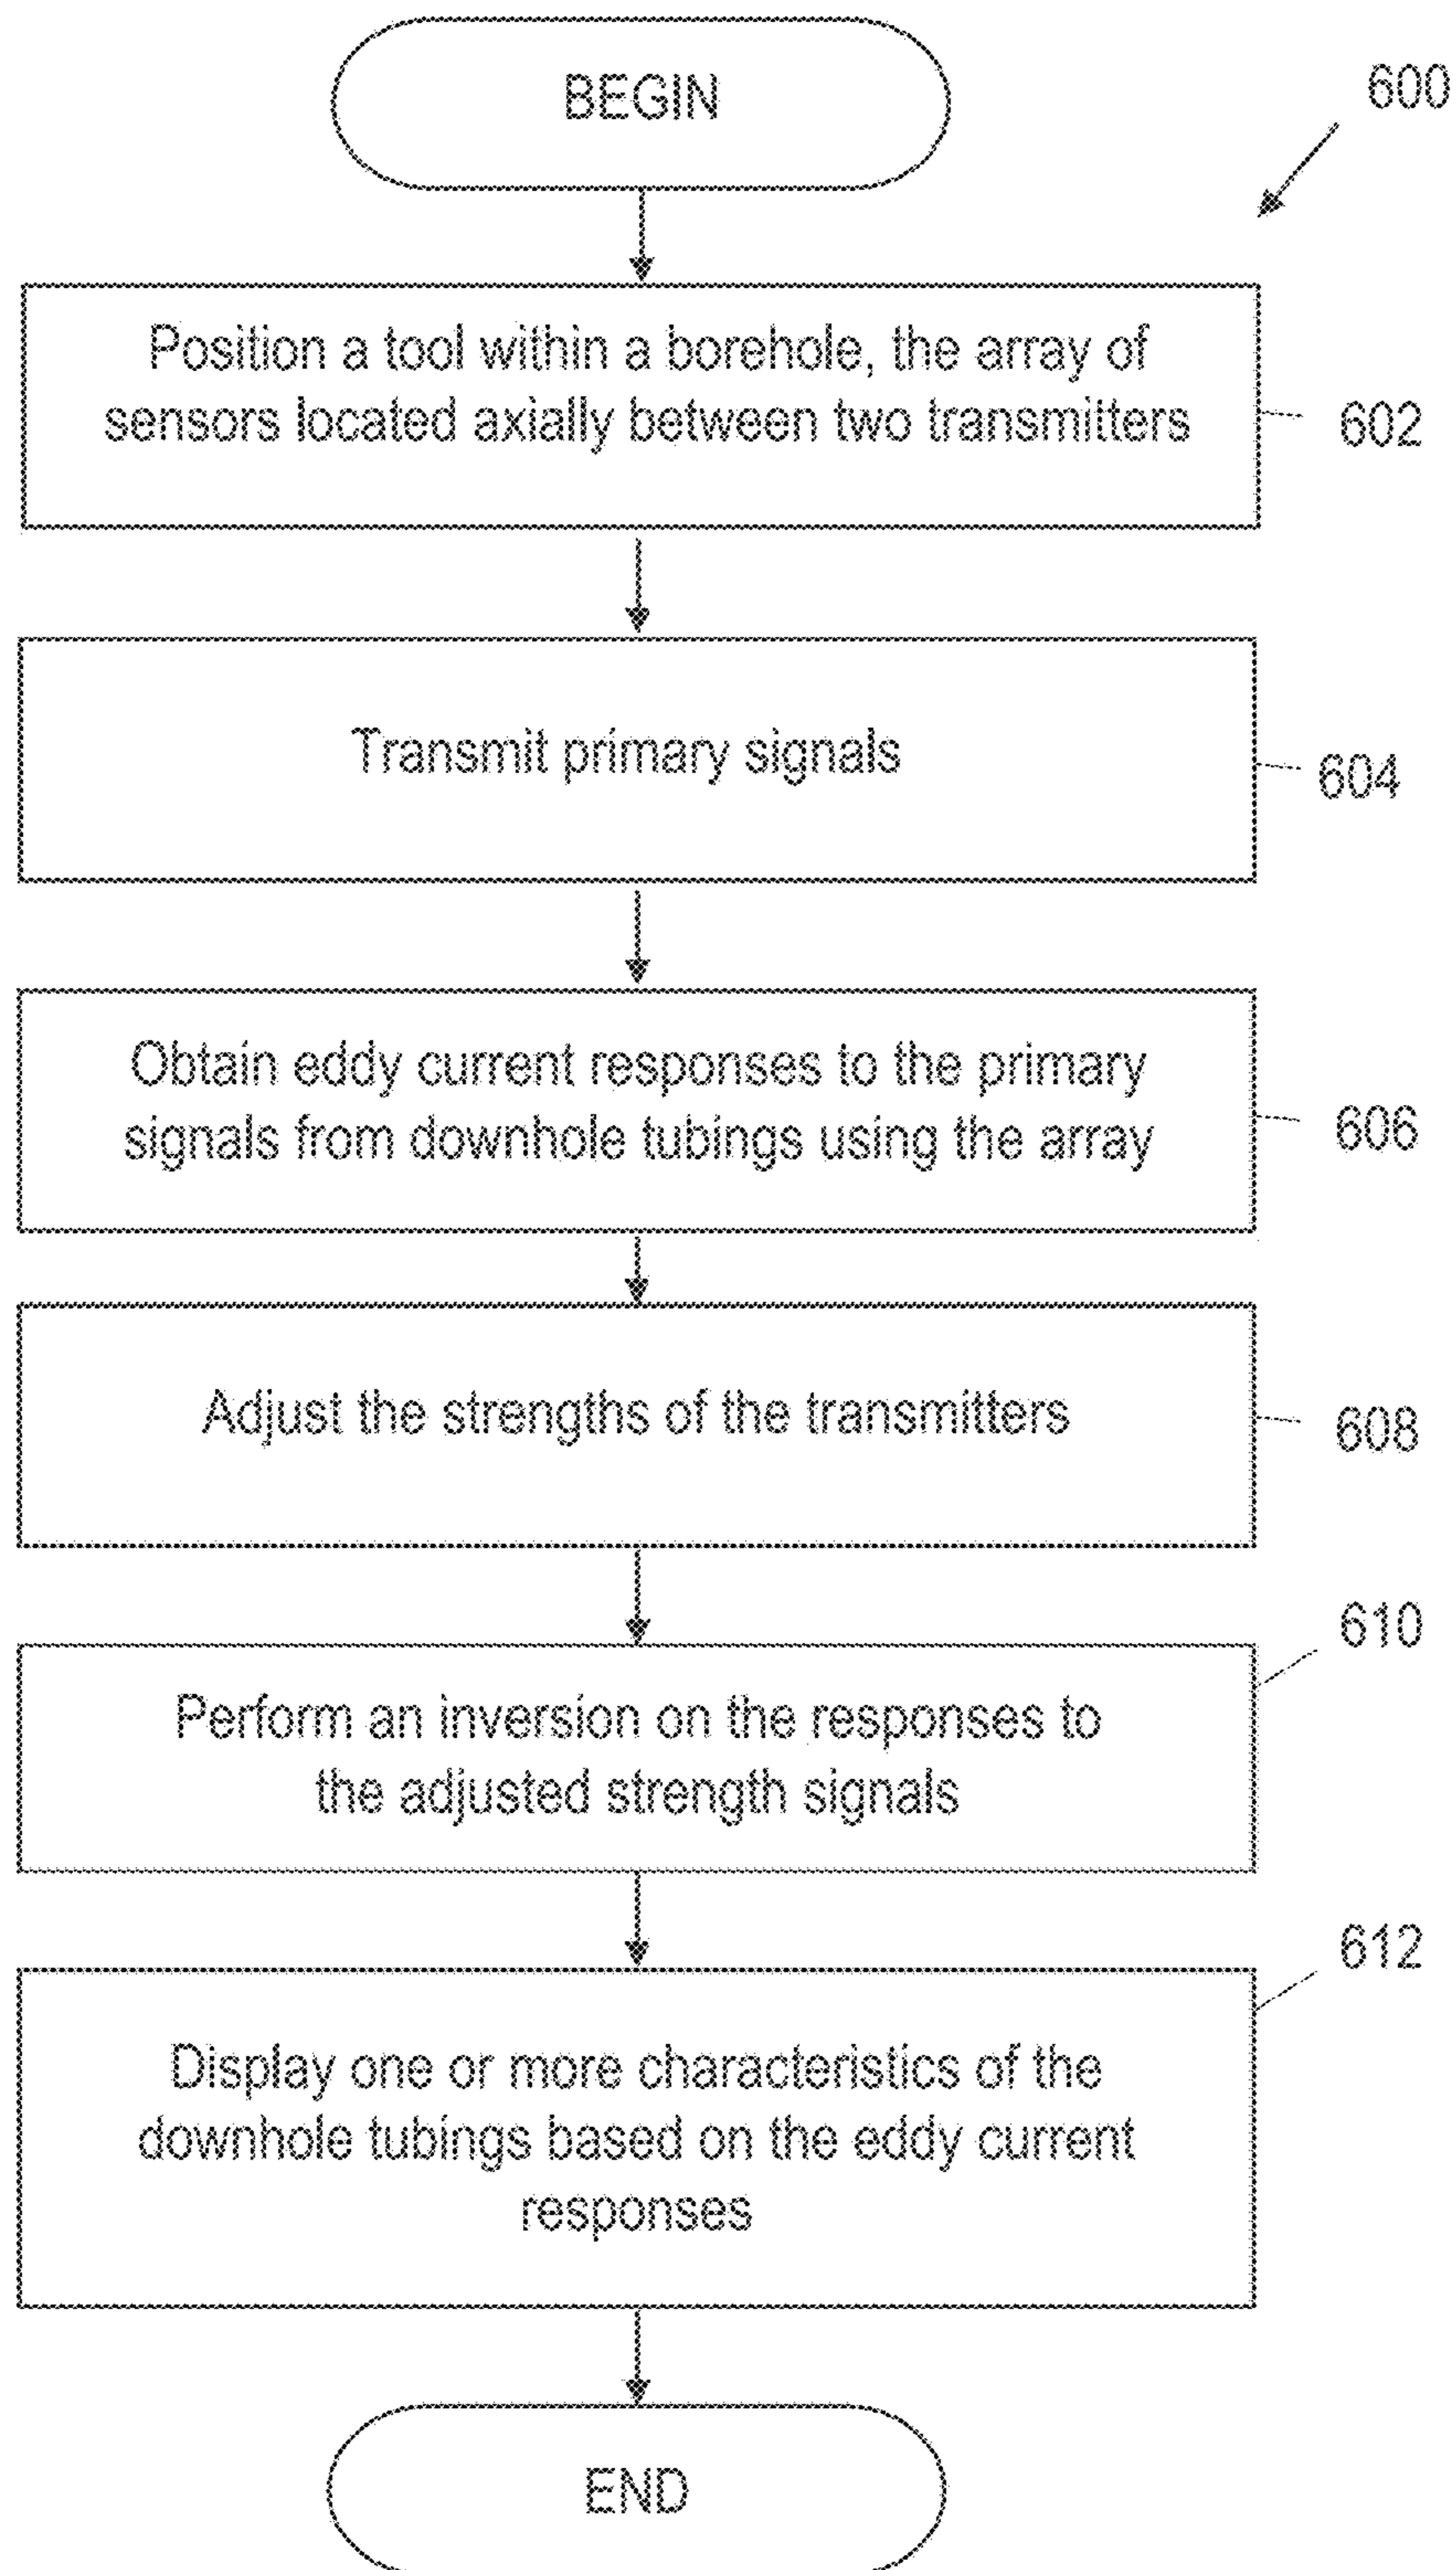 BEGIN
600
Position a tool within a borehole, the array of
sensors located axially between two transmitters
602
Transmit primary signals
604
Obtain eddy current responses to the primary
signals from downhole tubings using the array
606
Adjust the strengths of the transmitters
608
610
Perform an inversion on the responses to
the adjusted strength signals
612
Display one or more characteristics of the
downhole tubings based on the eddy current
responses
END